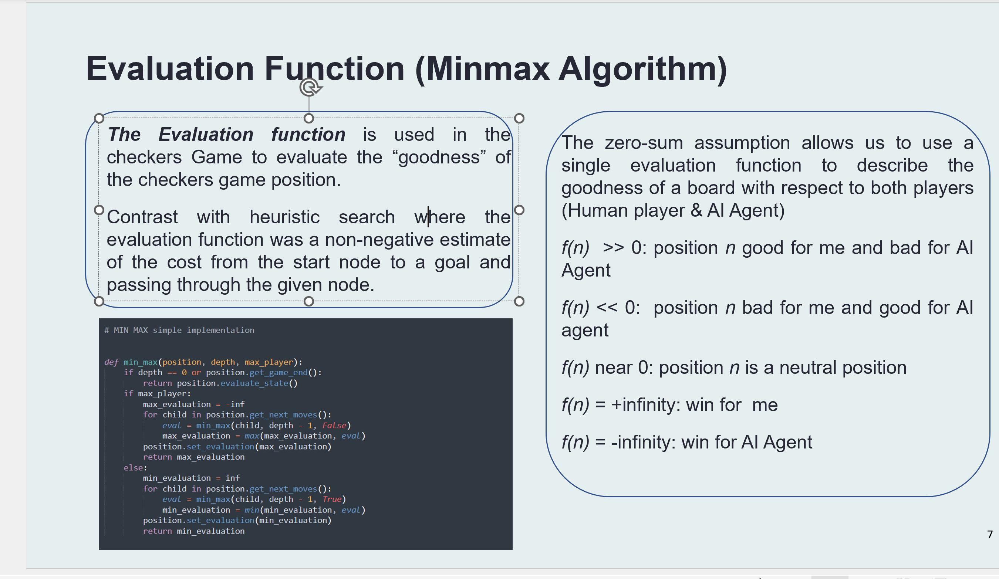 Evaluation Function (Minmax Algorithm)
The Evaluation function is used in the
checkers Game to evaluate the “goodness” of
the checkers game position.
Contrast with heuristic search where the
evaluation function was a non-negative estimate
of the cost from the start node to a goal and
passing through the given node.
# MIN MAX simple implementation
def min_max(position, depth, max_player):
    if depth == 0 or position.get_game_end():
        return position.evaluate_state()
    if max_player:
        max_evaluation = -inf
        for child in position.get_next_moves():
            eval = min_max(child, depth - 1, False)
            max_evaluation = max(max_evaluation, eval)
        position.set_evaluation(max_evaluation)
        return max_evaluation
    else:
        min_evaluation = inf
        for child in position.get_next_moves():
            eval = min_max(child, depth - 1, True)
            min_evaluation = min(min_evaluation, eval)
        position.set_evaluation(min_evaluation)
        return min_evaluation
The zero-sum assumption allows us to use a
single evaluation function to describe the
goodness of a board with respect to both players
(Human player & AI Agent)
f(n) >> 0: position n good for me and bad for AI
Agent
f(n) << 0: position n bad for me and good for AI
agent
f(n) near 0: position n is a neutral position
f(n) = +infinity: win for me
f(n) = -infinity: win for AI Agent
7